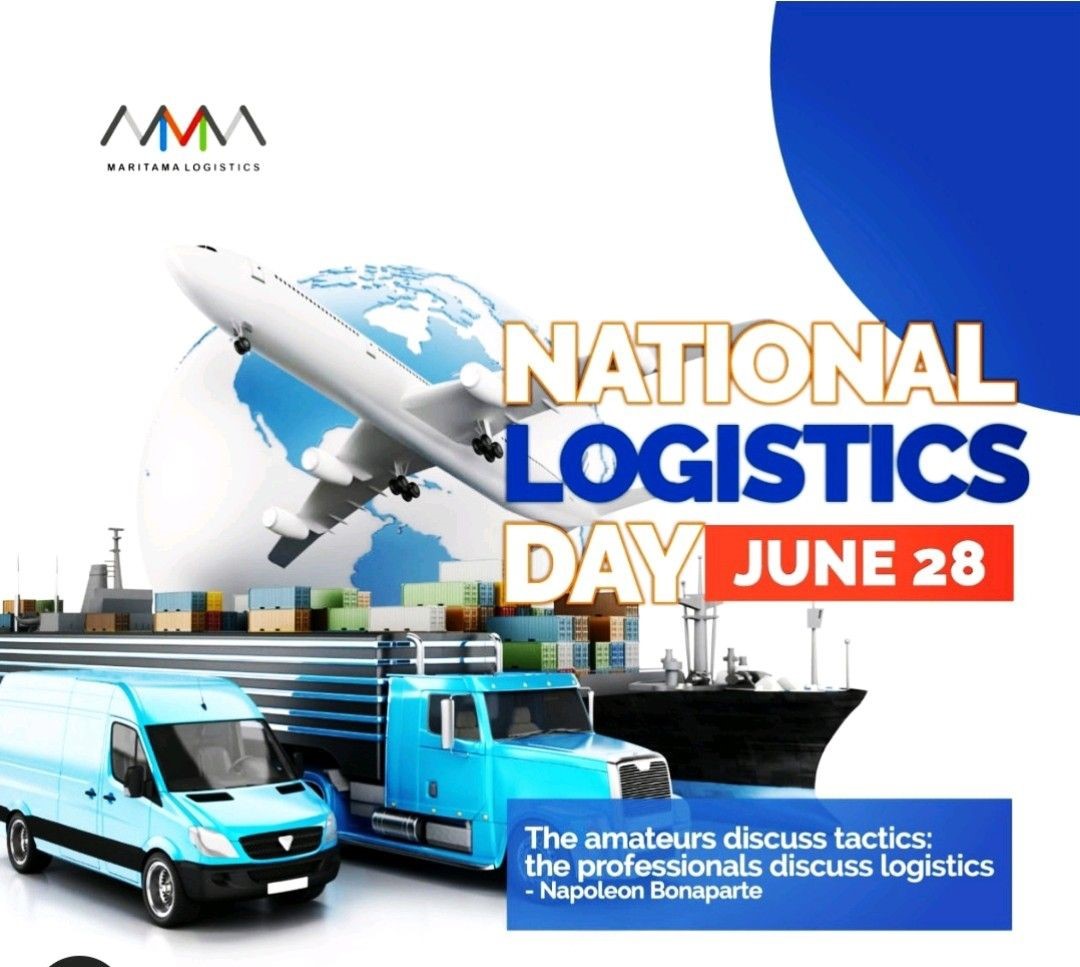 MARITAMA LOGISTICS
NATIONAL
LOGISTICS
DAY JUNE 28
The amateurs discuss tactics:
the professionals discuss logistics
- Napoleon Bonaparte